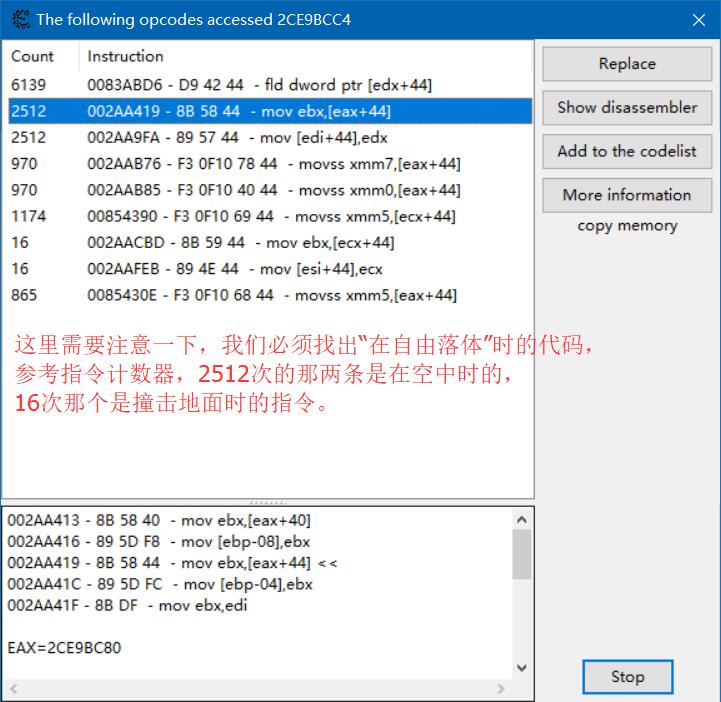 The following opcodes accessed 2CE9BCC4
Count Instruction
6139 0083ABD6 - D9 42 44 - fld dword ptr [edx+44]
2512 002AA419 - 8B 58 44 - mov ebx,[eax+44]
2512 002AA9FA - 89 57 44 - mov [edi+44],edx
970 002AAB76 - F3 0F10 78 44 - movss xmm7,[eax+44]
970 002AAB85 - F3 0F10 40 44 - movss xmm0,[eax+44]
1174 00854390 - F3 0F10 69 44 - movss xmm5,[ecx+44]
16 002AACBD - 8B 59 44 - mov ebx,[ecx+44]
16 002AAFEB - 89 4E 44 - mov [esi+44],ecx
865 0085430E - F3 0F10 68 44 - movss xmm5,[eax+44]
这里需要注意一下，我们必须找出“在自由落体”时的代码，
参考指令计数器，2512次的那两条是在空中时的，
16次那个是撞击地面时的指令。
002AA413 - 8B 58 40 - mov ebx,[eax+40]
002AA416 - 89 5D F8 - mov [ebp-08],ebx
002AA419 - 8B 58 44 - mov ebx,[eax+44] <<
002AA41C - 89 5D FC - mov [ebp-04],ebx
002AA41F - 8B DF - mov ebx,edi
EAX=2CE9BC80
Replace
Show disassembler
Add to the codelist
More information
copy memory
Stop